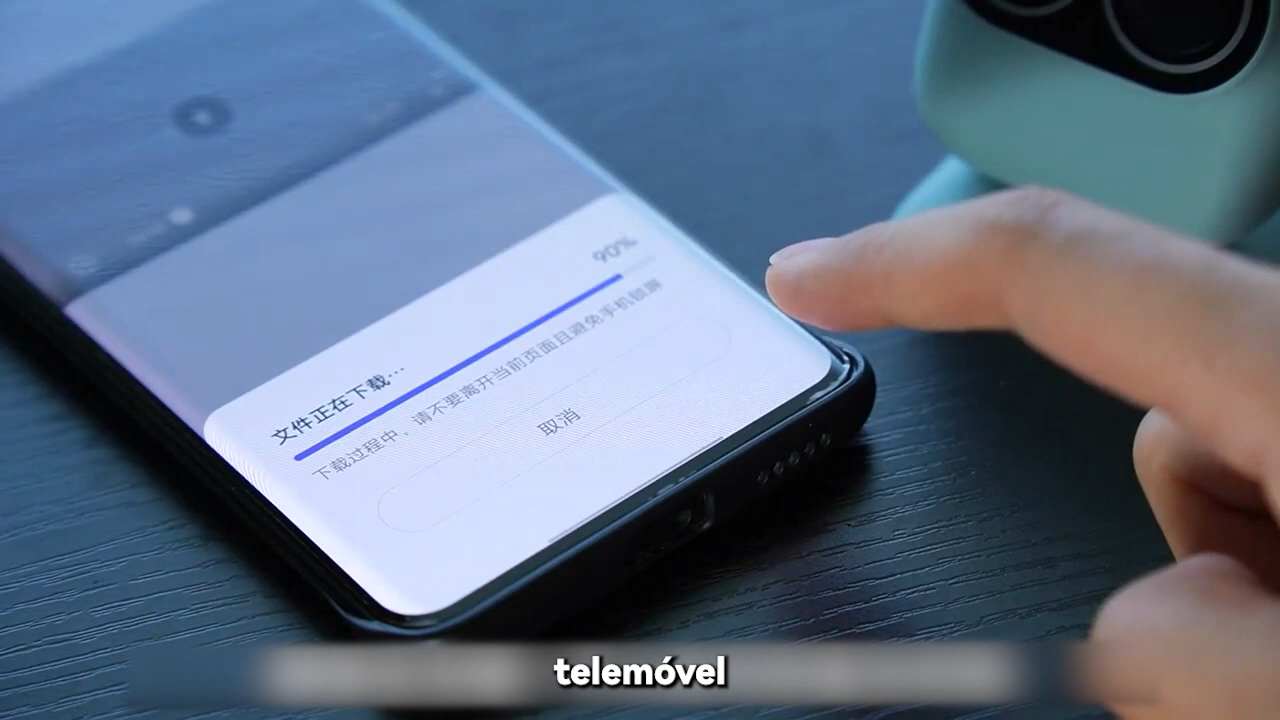 90%
文件正在下载...
下载过程中，请不要离开当前页面且避免手机锁屏
取消
telemóvel